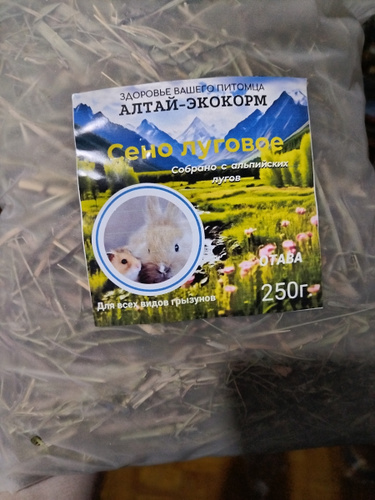 ЗДОРОВЬЕ ВАШЕГО ПИТОМЦА
АЛТАЙ-ЭКОКОРМ
Сено луговое
Собрано с альпийских
лугов
ОТАВА
250г.
Для всех видов грызунов